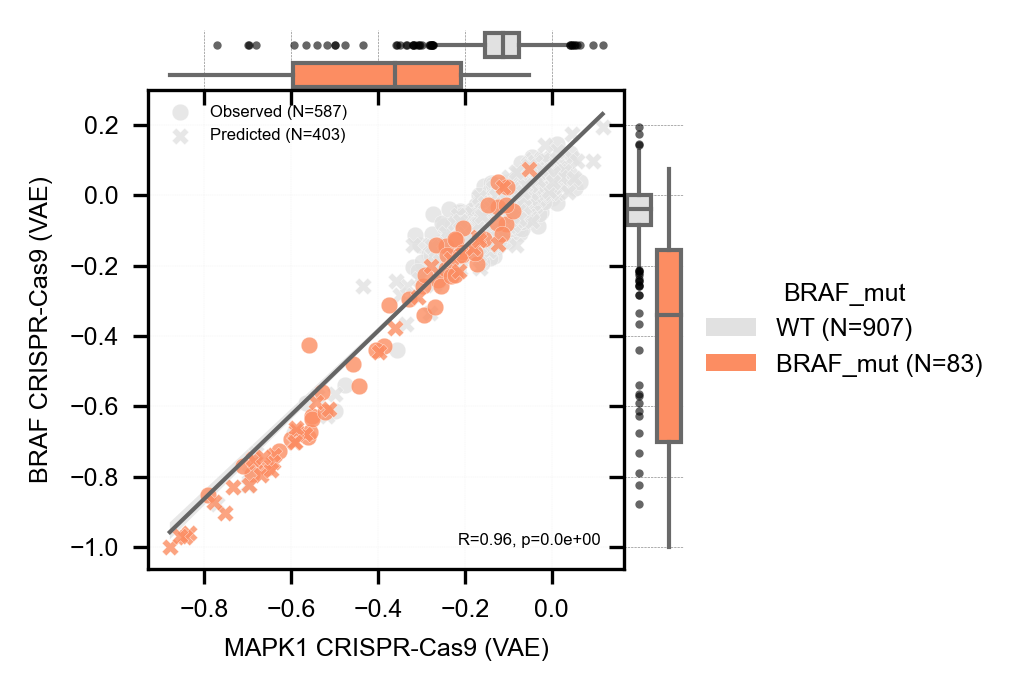 Observed (N=587)
Predicted (N=403)
0.2
0.0
−0.2
−0.4
−0.6
−0.8
−1.0
BRAF CRISPR-Cas9 (VAE)
R=0.96, p=0.0e+00
−0.8
−0.6
−0.4
−0.2
0.0
MAPK1 CRISPR-Cas9 (VAE)
BRAF_mut
WT (N=907)
BRAF_mut (N=83)